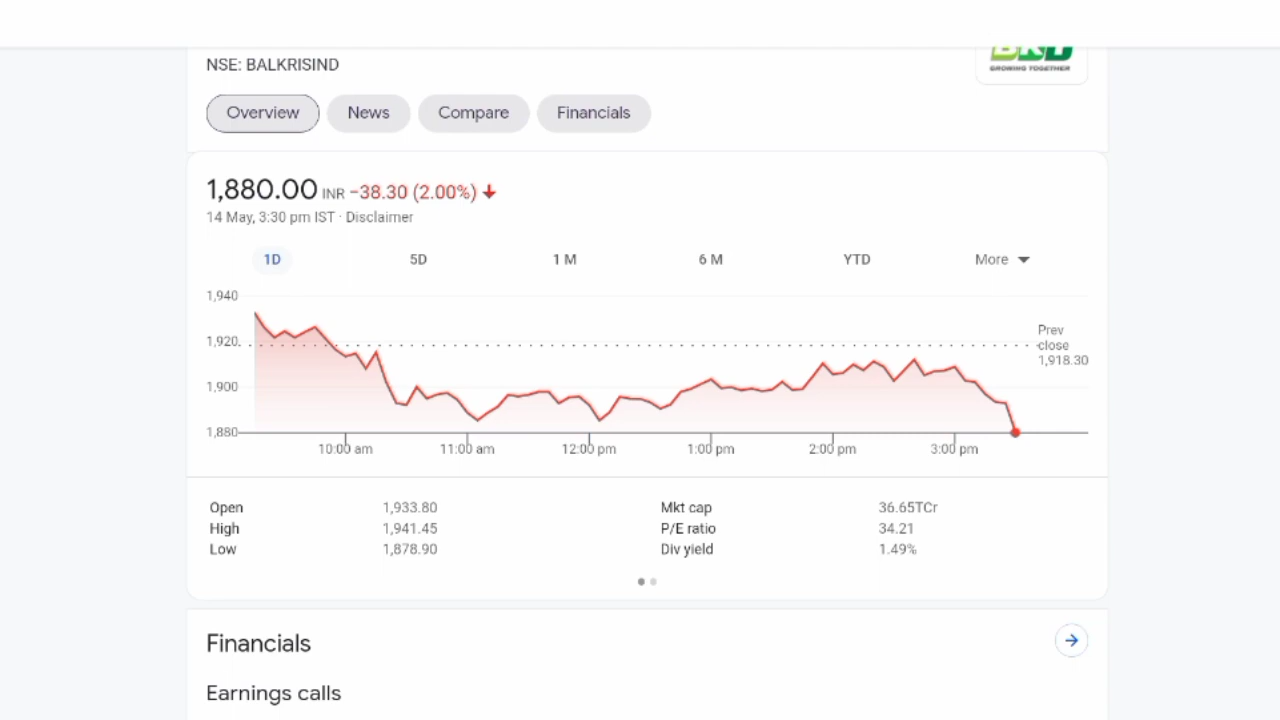 NSE: BALKRISIND
GROWING TOGETHER
Overview News Compare Financials
1,880.00 INR −38.30 (2.00%)
14 May, 3:30 pm IST · Disclaimer
1D 5D 1 M 6 M YTD More
1,940
1,920
1,900
1,880
Prev
close
1,918.30
10:00 am 11:00 am 12:00 pm 1:00 pm 2:00 pm 3:00 pm
Open 1,933.80 Mkt cap 36.65TCr
High 1,941.45 P/E ratio 34.21
Low 1,878.90 Div yield 1.49%
Financials
Earnings calls